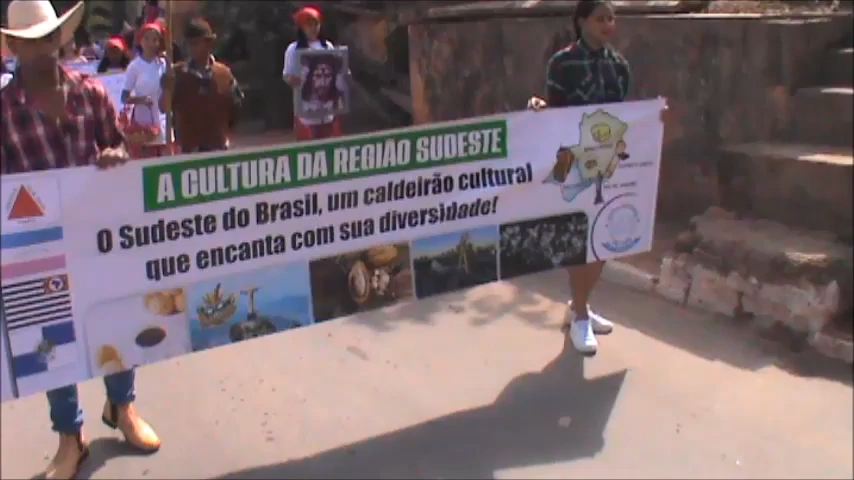 A CULTURA DA REGIÃO SUDESTE
O Sudeste do Brasil, um caldeirão cultural
que encanta com sua diversidade!